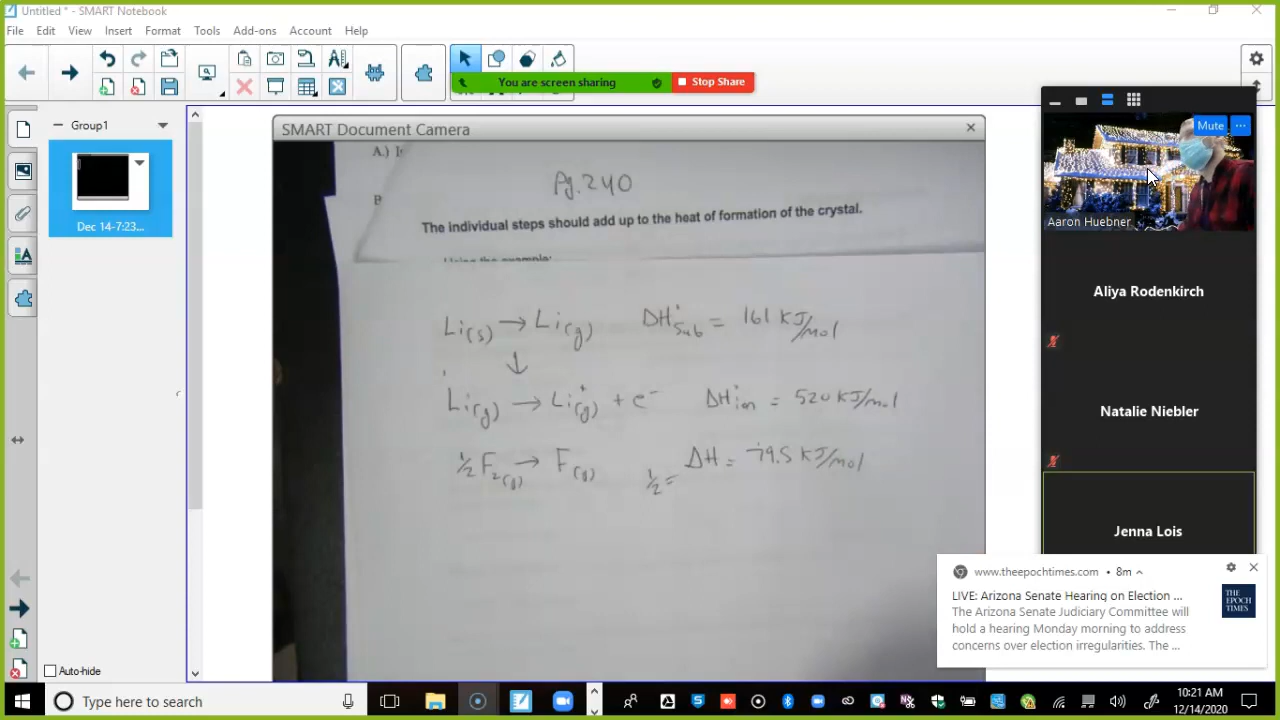 Untitled * - SMART Notebook
File Edit View Insert Format Tools Add-ons Account Help
You are screen sharing
Stop Share
Group1
Dec 14-7:23...
Auto-hide
SMART Document Camera
A.) I
Pg.240
B
The individual steps should add up to the heat of formation of the crystal.
Using the example:
Li(s) → Li(g) ΔH°sub = 161 KJ/mol
↓
Li(g) → Li⁺(g) + e⁻ ΔH°ion = 520 KJ/mol
½F₂(g) → F(g) ½= ΔH = 79.5 KJ/mol
Mute
Aaron Huebner
Aliya Rodenkirch
Natalie Niebler
Jenna Lois
www.theepochtimes.com • 8m
LIVE: Arizona Senate Hearing on Election ...
The Arizona Senate Judiciary Committee will
hold a hearing Monday morning to address
concerns over election irregularities. The ...
THE
EPOCH
TIMES
Type here to search
10:21 AM
12/14/2020